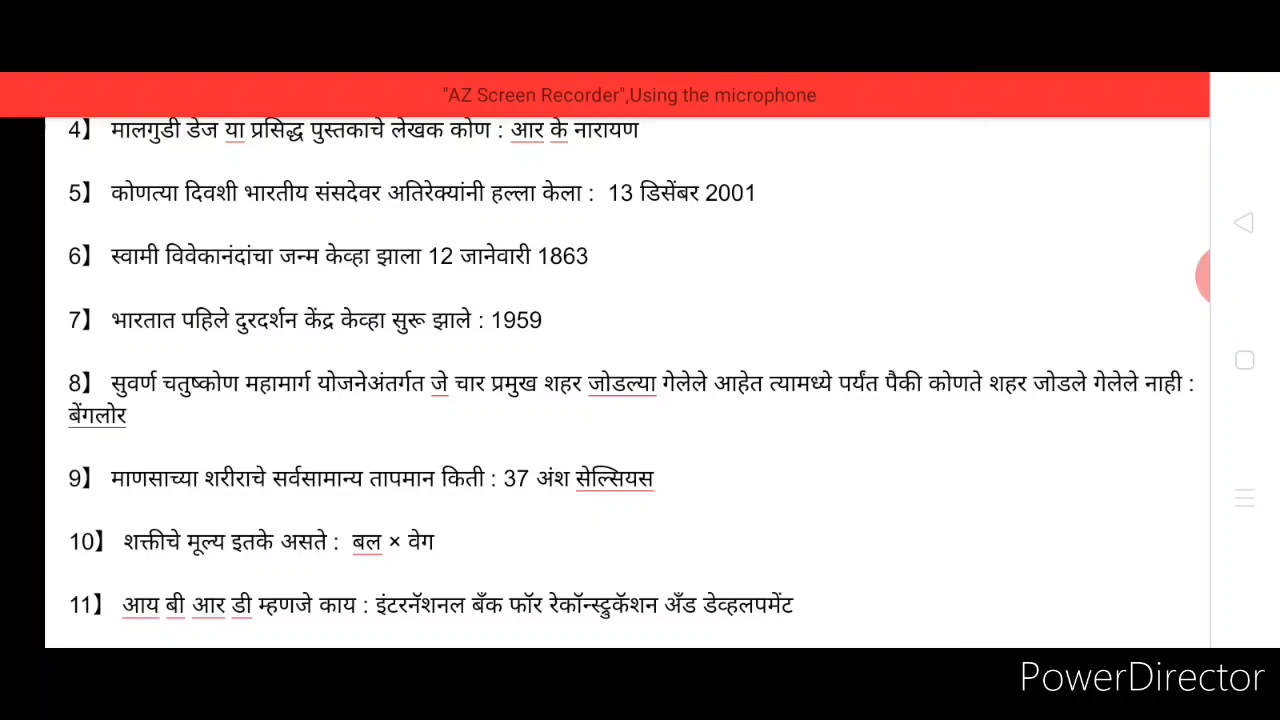 "AZ Screen Recorder",Using the microphone
4】 मालगुडी डेज या प्रसिद्ध पुस्तकाचे लेखक कोण : आर के नारायण
5】 कोणत्या दिवशी भारतीय संसदेवर अतिरेक्यांनी हल्ला केला : 13 डिसेंबर 2001
6】 स्वामी विवेकानंदांचा जन्म केव्हा झाला 12 जानेवारी 1863
7】 भारतात पहिले दुरदर्शन केंद्र केव्हा सुरू झाले : 1959
8】 सुवर्ण चतुष्कोण महामार्ग योजनेअंतर्गत जे चार प्रमुख शहर जोडल्या गेलेले आहेत त्यामध्ये पर्यंत पैकी कोणते शहर जोडले गेलेले नाही :
बेंगलोर
9】 माणसाच्या शरीराचे सर्वसामान्य तापमान किती : 37 अंश सेल्सियस
10】 शक्तीचे मूल्य इतके असते : बल × वेग
11】 आय बी आर डी म्हणजे काय : इंटरनॅशनल बँक फॉर रेकॉन्स्ट्रुकॅशन अँड डेव्हलपमेंट
PowerDirector